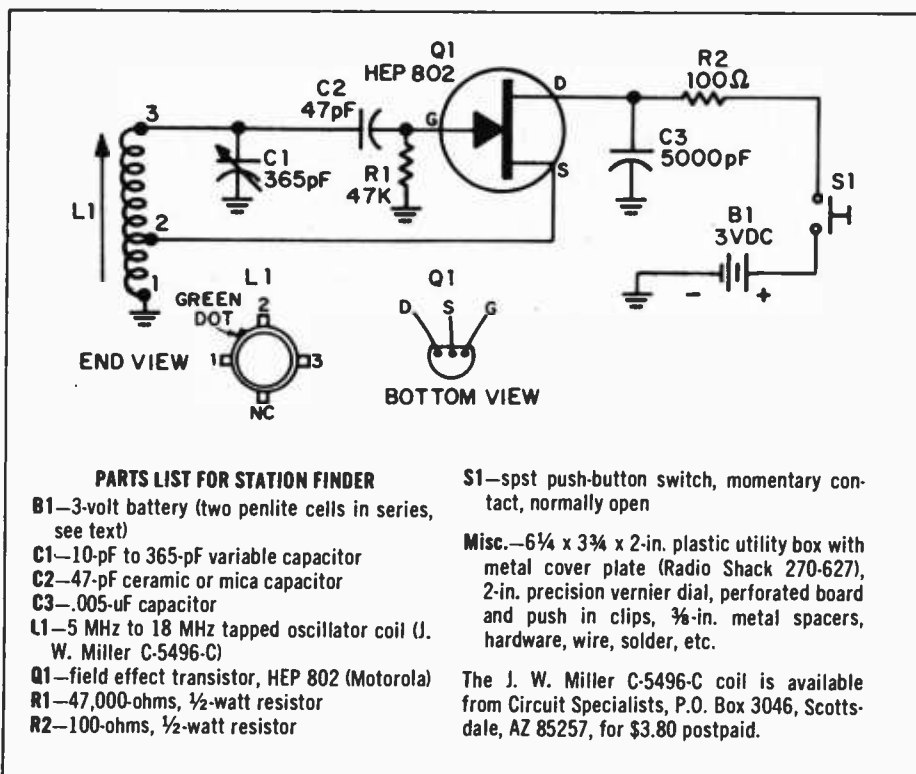 Q1
HEP 802
R2
100Ω
C2
47pF
D
3
G
C1
365pF
R1
47K
S
C3
5000pF
S1
L1
2
B1
3VDC
1
- +
L1
GREEN
DOT
2
1 3
NC
END VIEW
Q1
D S G
BOTTOM VIEW
PARTS LIST FOR STATION FINDER
B1—3-volt battery (two penlite cells in series,
see text)
C1—10-pF to 365-pF variable capacitor
C2—47-pF ceramic or mica capacitor
C3—.005-uF capacitor
L1—5 MHz to 18 MHz tapped oscillator coil (J.
W. Miller C-5496-C)
Q1—field effect transistor, HEP 802 (Motorola)
R1—47,000-ohms, ½-watt resistor
R2—100-ohms, ½-watt resistor
S1—spst push-button switch, momentary con-
tact, normally open
Misc.—6¼ x 3¾ x 2-in. plastic utility box with
metal cover plate (Radio Shack 270-627),
2-in. precision vernier dial, perforated board
and push in clips, ⅜-in. metal spacers,
hardware, wire, solder, etc.
The J. W. Miller C-5496-C coil is available
from Circuit Specialists, P.O. Box 3046, Scotts-
dale, AZ 85257, for $3.80 postpaid.